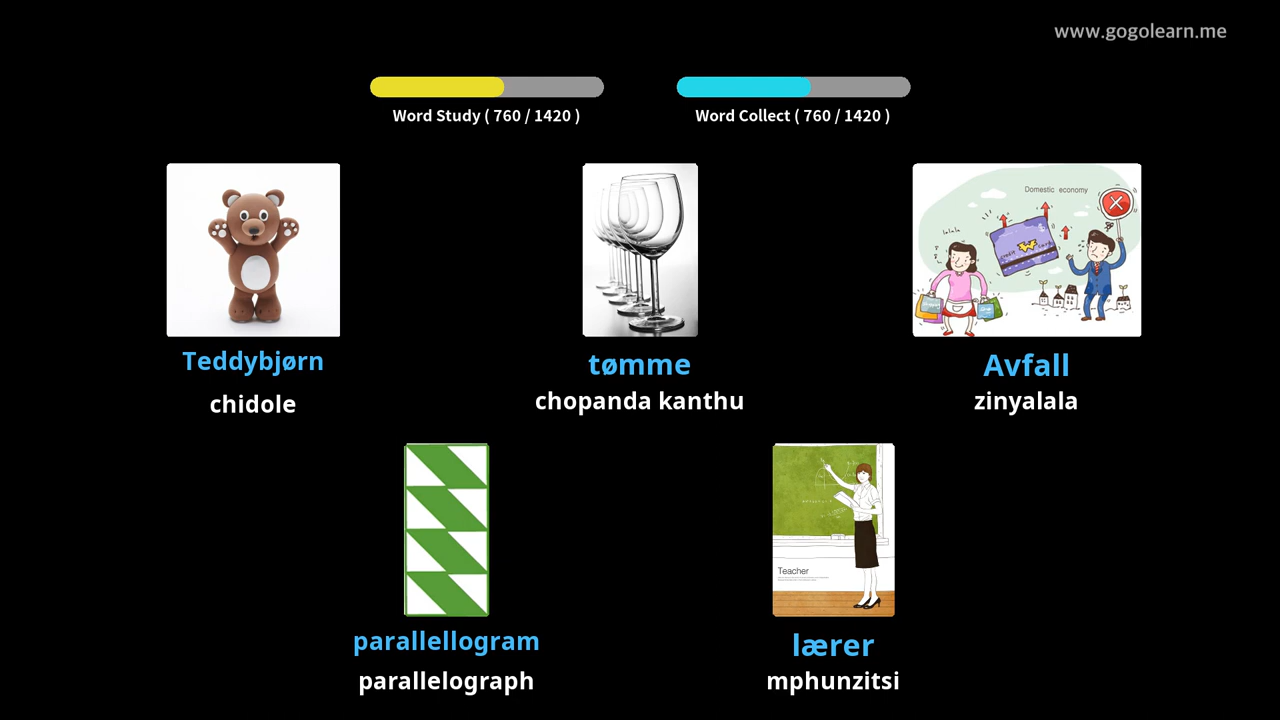 www.gogolearn.me
Word Study ( 760 / 1420 )
Word Collect ( 760 / 1420 )
Domestic economy
lalala
Teddybjørn
tømme
Avfall
chidole
chopanda kanthu
zinyalala
Teacher
parallellogram
lærer
parallelograph
mphunzitsi